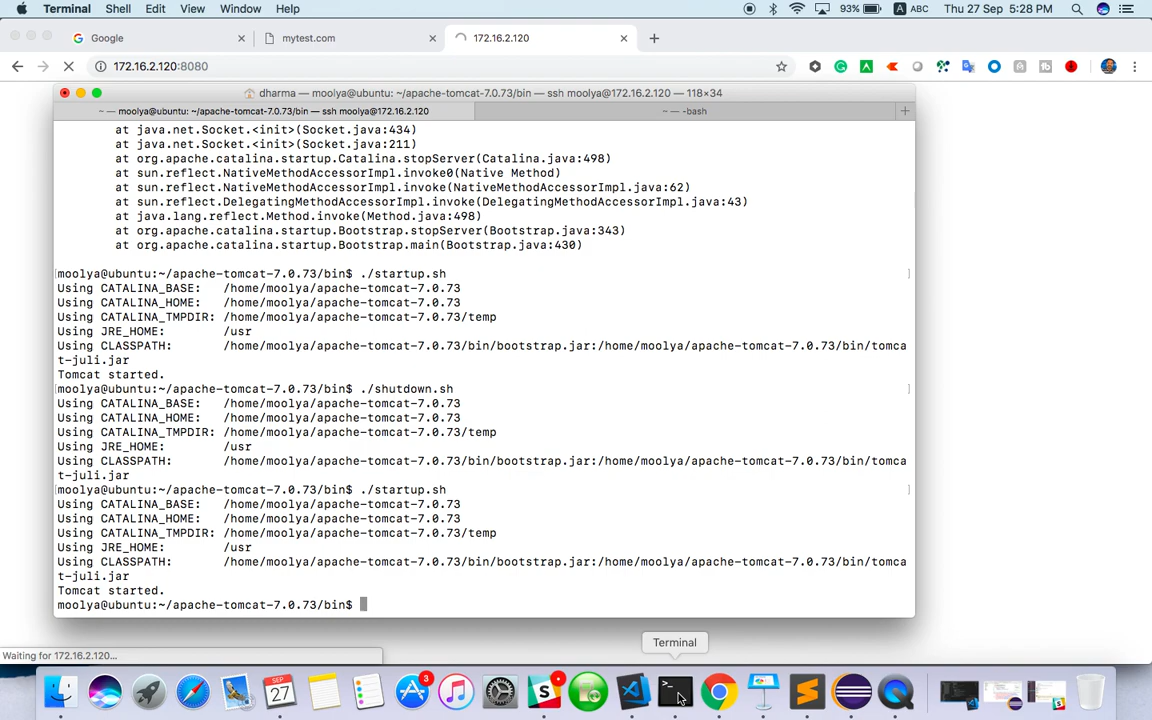 Terminal Shell Edit View Window Help 93% A ABC Thu 27 Sep 5:28 PM
Google mytest.com 172.16.2.120
172.16.2.120:8080
dharma — moolya@ubuntu: ~/apache-tomcat-7.0.73/bin — ssh moolya@172.16.2.120 — 118×34
~ — moolya@ubuntu: ~/apache-tomcat-7.0.73/bin — ssh moolya@172.16.2.120 ~ — -bash
at java.net.Socket.<init>(Socket.java:434)
at java.net.Socket.<init>(Socket.java:211)
at org.apache.catalina.startup.Catalina.stopServer(Catalina.java:498)
at sun.reflect.NativeMethodAccessorImpl.invoke0(Native Method)
at sun.reflect.NativeMethodAccessorImpl.invoke(NativeMethodAccessorImpl.java:62)
at sun.reflect.DelegatingMethodAccessorImpl.invoke(DelegatingMethodAccessorImpl.java:43)
at java.lang.reflect.Method.invoke(Method.java:498)
at org.apache.catalina.startup.Bootstrap.stopServer(Bootstrap.java:343)
at org.apache.catalina.startup.Bootstrap.main(Bootstrap.java:430)
[moolya@ubuntu:~/apache-tomcat-7.0.73/bin$ ./startup.sh ]
Using CATALINA_BASE: /home/moolya/apache-tomcat-7.0.73
Using CATALINA_HOME: /home/moolya/apache-tomcat-7.0.73
Using CATALINA_TMPDIR: /home/moolya/apache-tomcat-7.0.73/temp
Using JRE_HOME: /usr
Using CLASSPATH: /home/moolya/apache-tomcat-7.0.73/bin/bootstrap.jar:/home/moolya/apache-tomcat-7.0.73/bin/tomca
t-juli.jar
Tomcat started.
[moolya@ubuntu:~/apache-tomcat-7.0.73/bin$ ./shutdown.sh ]
Using CATALINA_BASE: /home/moolya/apache-tomcat-7.0.73
Using CATALINA_HOME: /home/moolya/apache-tomcat-7.0.73
Using CATALINA_TMPDIR: /home/moolya/apache-tomcat-7.0.73/temp
Using JRE_HOME: /usr
Using CLASSPATH: /home/moolya/apache-tomcat-7.0.73/bin/bootstrap.jar:/home/moolya/apache-tomcat-7.0.73/bin/tomca
t-juli.jar
[moolya@ubuntu:~/apache-tomcat-7.0.73/bin$ ./startup.sh ]
Using CATALINA_BASE: /home/moolya/apache-tomcat-7.0.73
Using CATALINA_HOME: /home/moolya/apache-tomcat-7.0.73
Using CATALINA_TMPDIR: /home/moolya/apache-tomcat-7.0.73/temp
Using JRE_HOME: /usr
Using CLASSPATH: /home/moolya/apache-tomcat-7.0.73/bin/bootstrap.jar:/home/moolya/apache-tomcat-7.0.73/bin/tomca
t-juli.jar
Tomcat started.
moolya@ubuntu:~/apache-tomcat-7.0.73/bin$
Terminal
Waiting for 172.16.2.120...
SEP
27
3